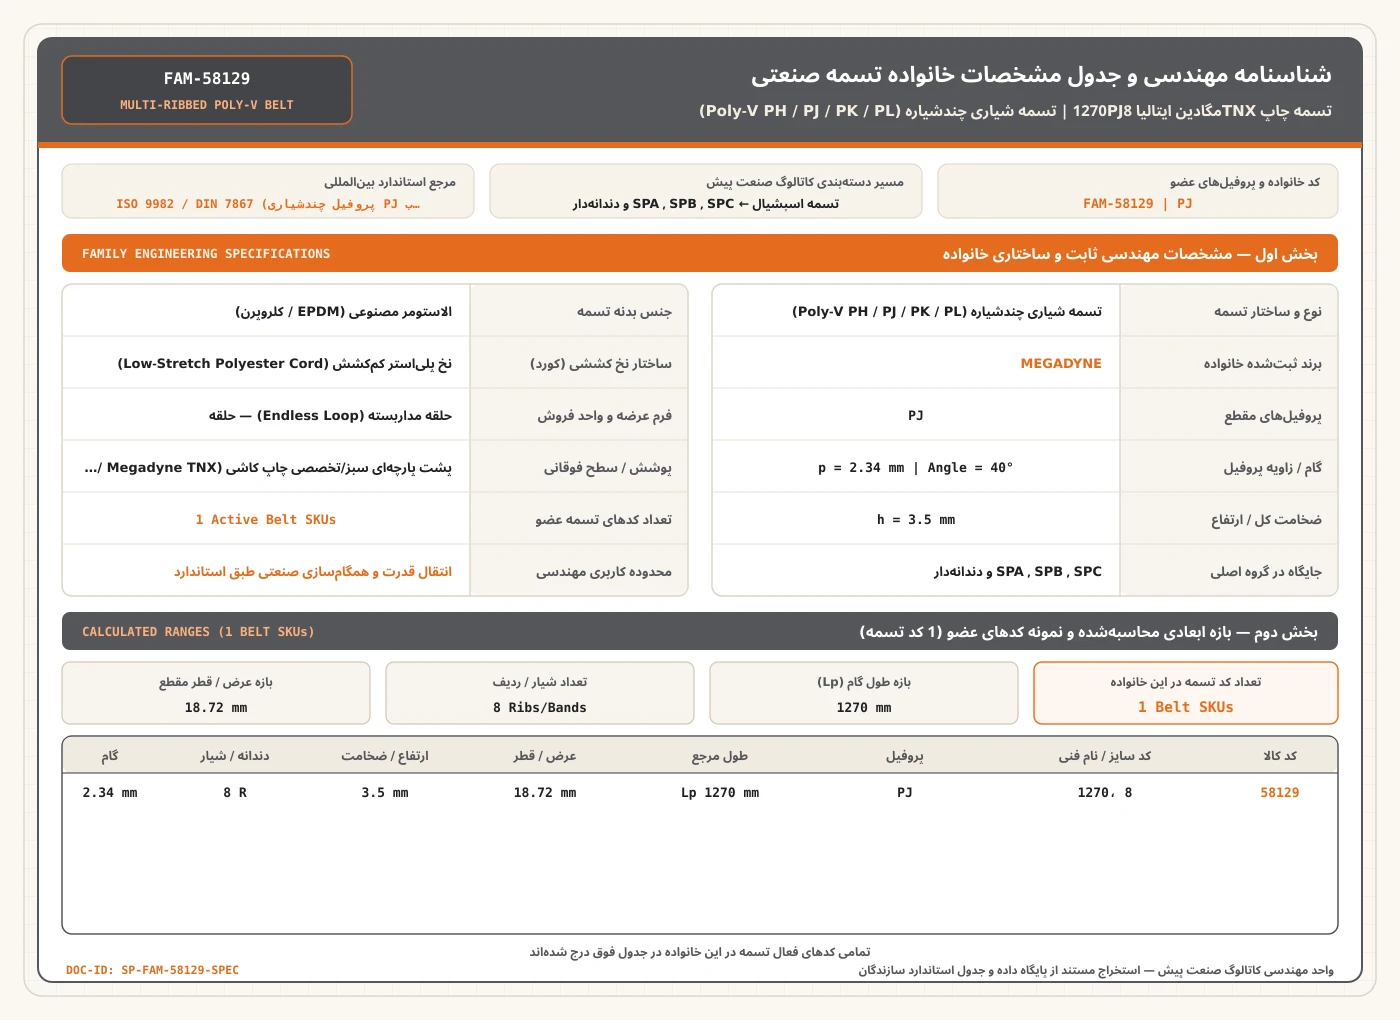 شناسنامه مهندسی و جدول مشخصات خانواده تسمه صنعتی
تسمه چاپ TNXمگادین ایتالیا 1270PJ8 | تسمه شیاری چندشیاره (Poly-V PH / PJ / PK / PL)
FAM-58129
MULTI-RIBBED POLY-V BELT
کد خانواده و پروفیل‌های عضو
FAM-58129 | PJ
مسیر دسته‌بندی کاتالوگ صنعت پیش
تسمه اسپشیال ← SPA , SPB , SPC و دندانه‌دار
مرجع استاندارد بین‌المللی
ISO 9982 / DIN 7867 (پروفیل چندشیاری PJ ب…
بخش اول — مشخصات مهندسی ثابت و ساختاری خانواده
FAMILY ENGINEERING SPECIFICATIONS
نوع و ساختار تسمه
تسمه شیاری چندشیاره (Poly-V PH / PJ / PK / PL)
برند ثبت‌شده خانواده
MEGADYNE
پروفیل‌های مقطع
PJ
گام / زاویه پروفیل
p = 2.34 mm | Angle = 40°
ضخامت کل / ارتفاع
h = 3.5 mm
جایگاه در گروه اصلی
SPA , SPB , SPC و دندانه‌دار
جنس بدنه تسمه
الاستومر مصنوعی (EPDM / کلروپرن)
ساختار نخ کششی (کورد)
نخ پلی‌استر کم‌کشش (Low-Stretch Polyester Cord)
فرم عرضه و واحد فروش
حلقه مداربسته (Endless Loop) — حلقه
پوشش / سطح فوقانی
پشت پارچه‌ای سبز/تخصصی چاپ کاشی (Megadyne TNX /…
تعداد کدهای تسمه عضو
1 Active Belt SKUs
محدوده کاربری مهندسی
انتقال قدرت و همگام‌سازی صنعتی طبق استاندارد
بخش دوم — بازه ابعادی محاسبه‌شده و نمونه کدهای عضو (1 کد تسمه)
CALCULATED RANGES (1 BELT SKUs)
تعداد کد تسمه در این خانواده
1 Belt SKUs
بازه طول گام (Lp)
1270 mm
تعداد شیار / ردیف
8 Ribs/Bands
بازه عرض / قطر مقطع
18.72 mm
کد کالا	کد سایز / نام فنی	پروفیل	طول مرجع	عرض / قطر	ارتفاع / ضخامت	دندانه / شیار	گام
58129	1270، 8	PJ	Lp 1270 mm	18.72 mm	3.5 mm	8 R	2.34 mm
تمامی کدهای فعال تسمه در این خانواده در جدول فوق درج شده‌اند
واحد مهندسی کاتالوگ صنعت پیش — استخراج مستند از پایگاه داده و جدول استاندارد سازندگان
DOC-ID: SP-FAM-58129-SPEC